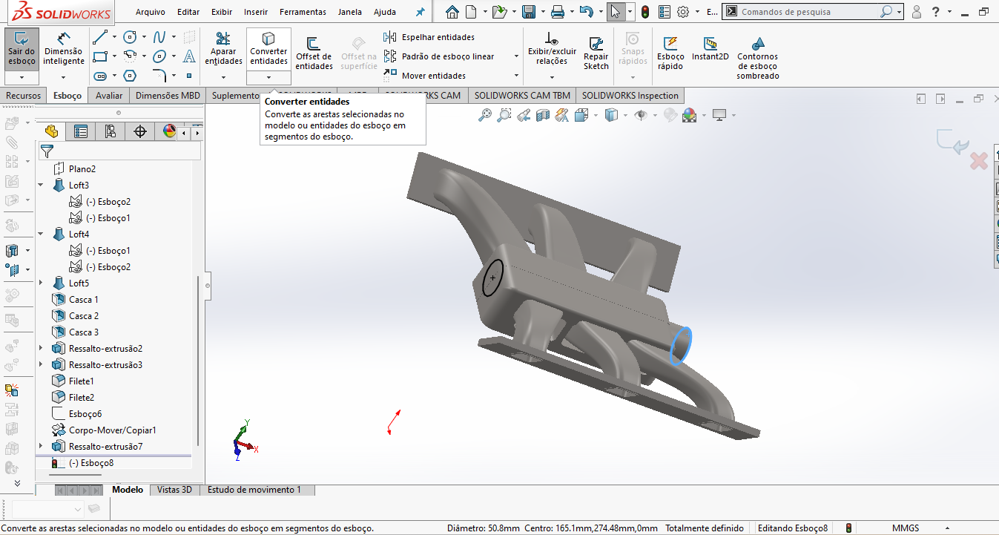 SOLIDWORKS
Arquivo Editar Exibir Inserir Ferramentas Janela Ajuda
E...
Comandos de pesquisa
Sair do esboço
Dimensão inteligente
Aparar entidades
Converter entidades
Offset de entidades
Offset na superfície
Espelhar entidades
Padrão de esboço linear
Mover entidades
Exibir/excluir relações
Repair Sketch
Snaps rápidos
Esboço rápido
Instant2D
Contornos de esboço sombreado
Recursos Esboço Avaliar Dimensões MBD SOLIDWORKS CAM SOLIDWORKS CAM TBM SOLIDWORKS Inspection
Converter entidades
Converte as arestas selecionadas no
modelo ou entidades do esboço em
segmentos do esboço.
Plano2
Loft3
(-) Esboço2
(-) Esboço1
Loft4
(-) Esboço1
(-) Esboço2
Loft5
Casca 1
Casca 2
Casca 3
Ressalto-extrusão2
Ressalto-extrusão3
Filete1
Filete2
Esboço6
Corpo-Mover/Copiar1
Ressalto-extrusão7
(-) Esboço8
Y
X
Z
Modelo Vistas 3D Estudo de movimento 1
Converte as arestas selecionadas no modelo ou entidades do esboço em segmentos do esboço. Diâmetro: 50.8mm Centro: 165.1mm,274.48mm,0mm Totalmente definido Editando Esboço8 MMGS